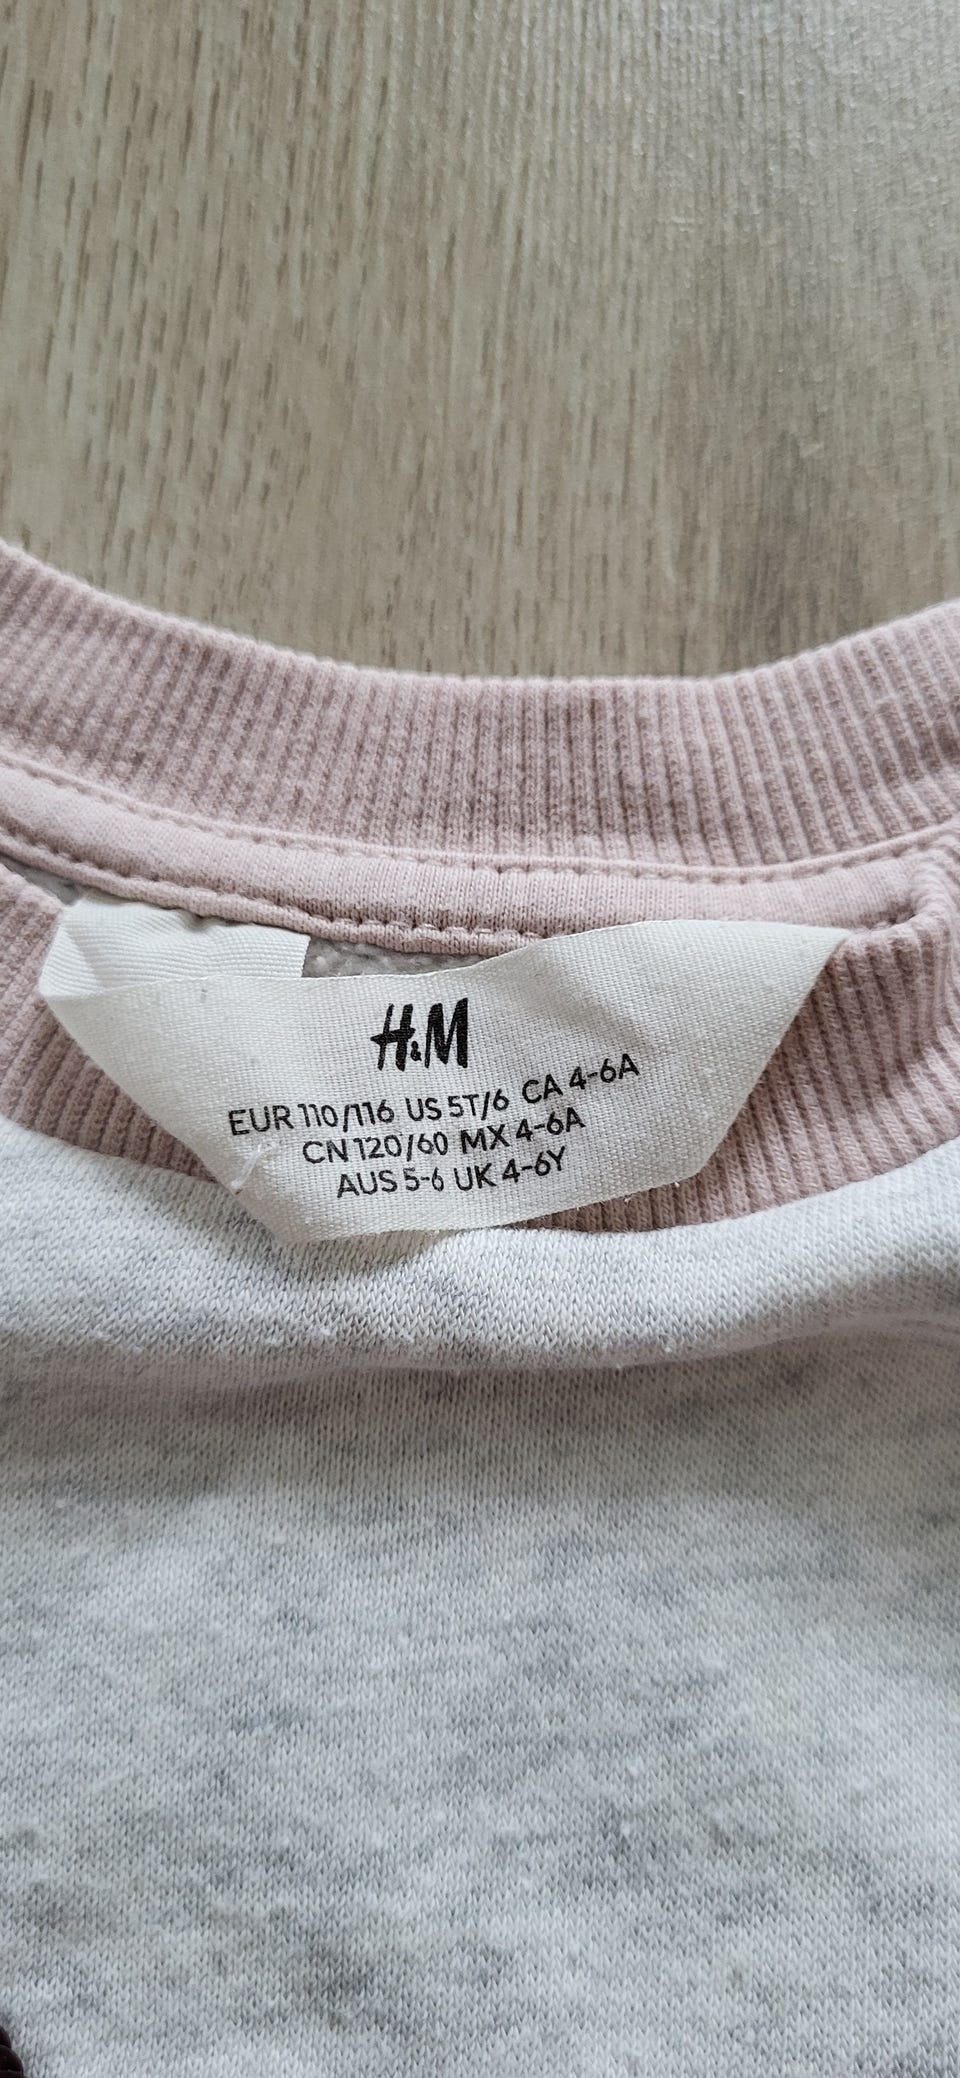 H&M
EUR 110/116 US 5T/6 CA 4-6A
CN 120/60 MX 4-6A
AUS 5-6 UK 4-6Y